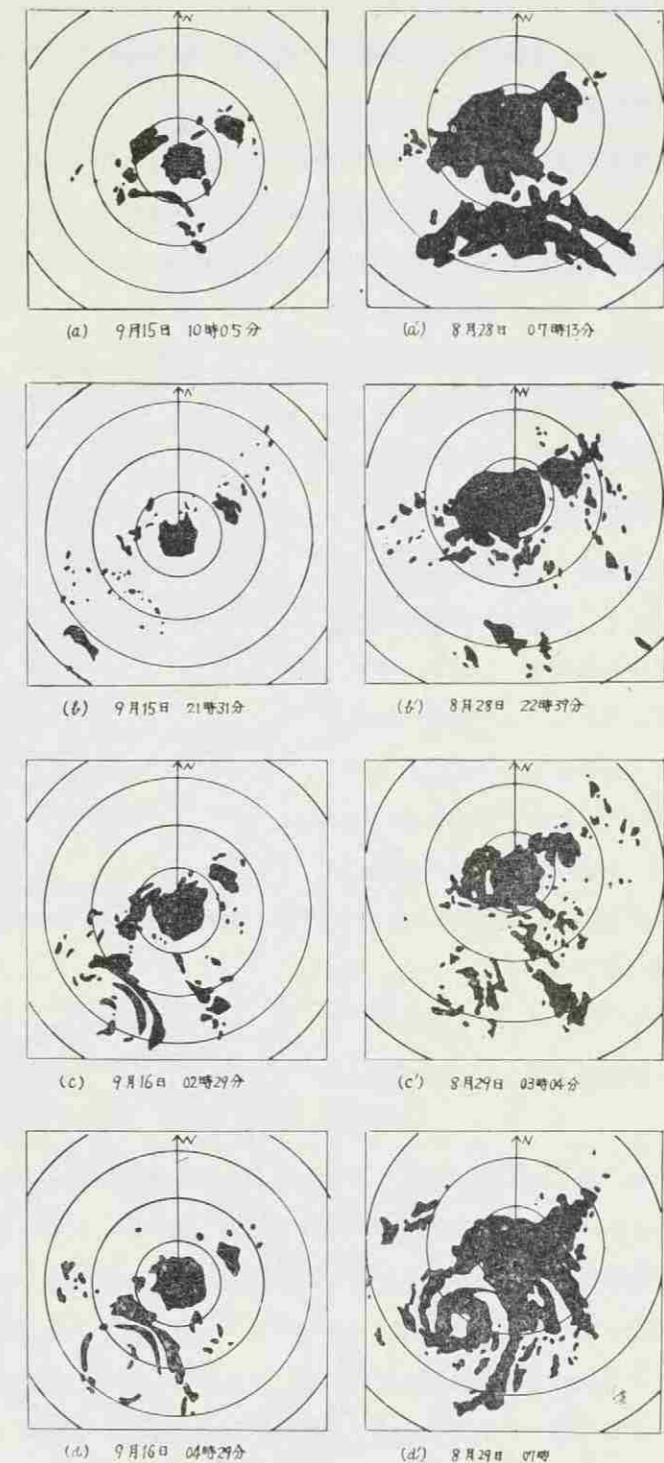 N
N
(a) 9月15日 10時05分
(a') 8月28日 07時13分
N
N
(b) 9月15日 21時31分
(b') 8月28日 22時39分
N
N
(c) 9月16日 02時29分
(c') 8月29日 03時04分
N
N
(d) 9月16日 04時29分
(d') 8月29日 07時